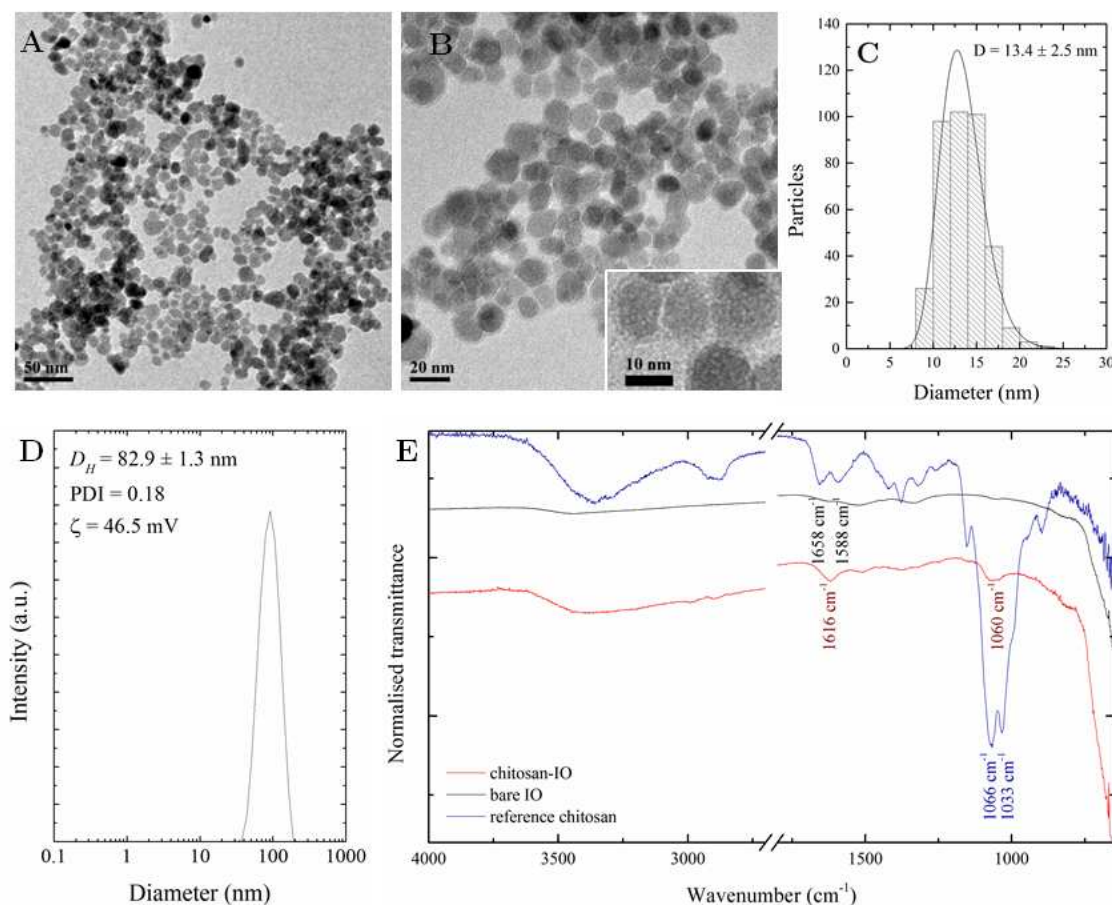 A
50 nm
B
20 nm
10 nm
C
D = 13.4 ± 2.5 nm
140
120
100
80
60
40
20
0
Particles
0 5 10 15 20 25 30
Diameter (nm)
D
D_H = 82.9 ± 1.3 nm
PDI = 0.18
ζ = 46.5 mV
Intensity (a.u.)
0.1 1 10 100 1000
Diameter (nm)
E
Normalised transmittance
1658 cm⁻¹
1588 cm⁻¹
1616 cm⁻¹
1060 cm⁻¹
1066 cm⁻¹
1033 cm⁻¹
chitosan-IO
bare IO
reference chitosan
4000 3500 3000 1500 1000
Wavenumber (cm⁻¹)